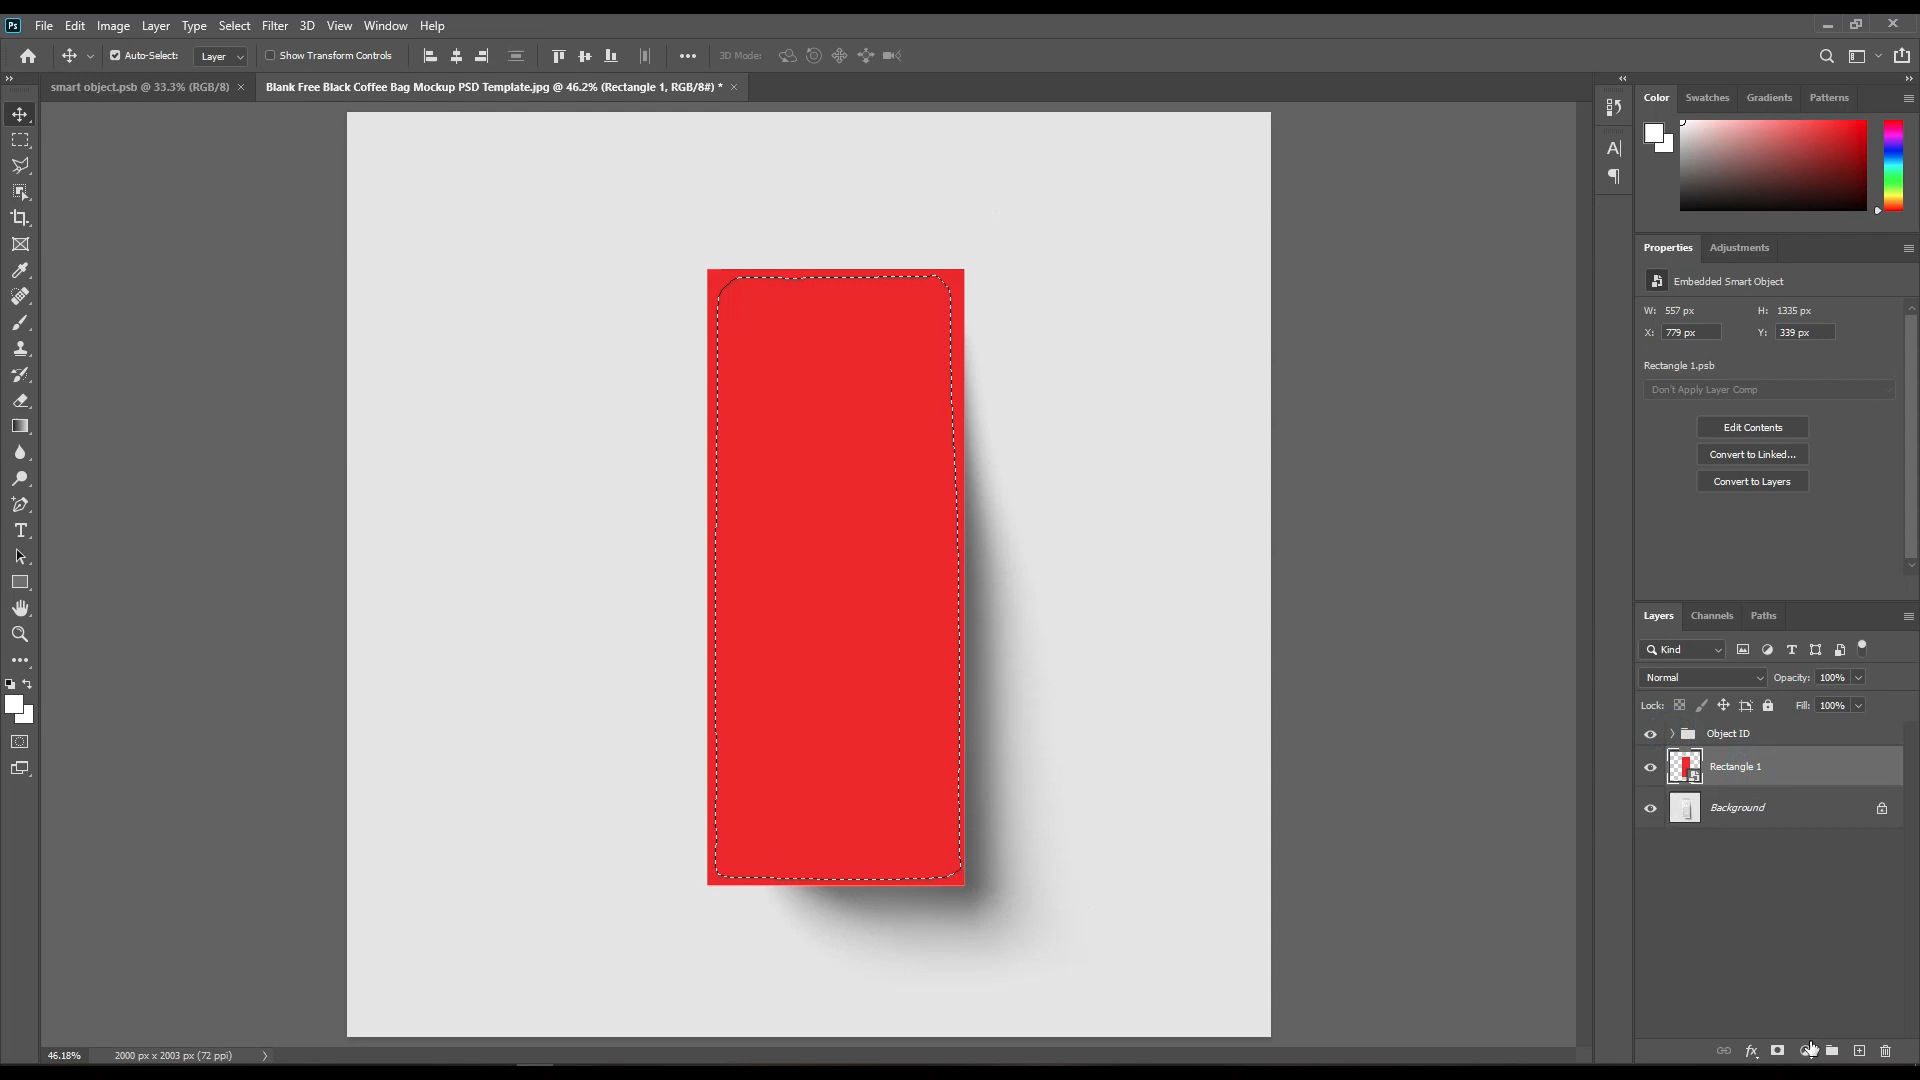 Ps File Edit Image Layer Type Select Filter 3D View Window Help
Auto-Select: Layer Show Transform Controls 3D Mode:
smart object.psb @ 33.3% (RGB/8) × Blank Free Black Coffee Bag Mockup PSD Template.jpg @ 46.2% (Rectangle 1, RGB/8#) * ×
Color Swatches Gradients Patterns
Properties Adjustments
Embedded Smart Object
W: 557 px H: 1335 px
X: 779 px Y: 339 px
Rectangle 1.psb
Don't Apply Layer Comp
Edit Contents
Convert to Linked...
Convert to Layers
Layers Channels Paths
Kind
Normal Opacity: 100%
Lock: Fill: 100%
Object ID
Rectangle 1
Background
46.18% 2000 px x 2003 px (72 ppi)